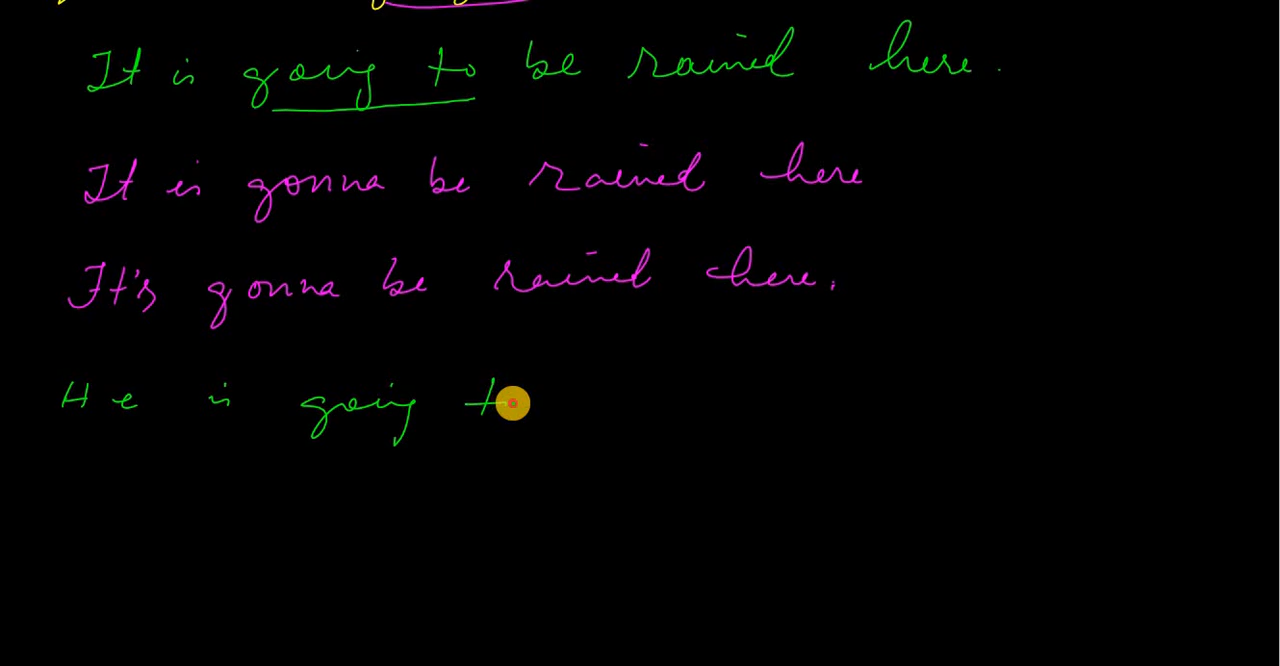 It is going to be rained here.
It is gonna be rained here
It's gonna be rained here.
He is going to